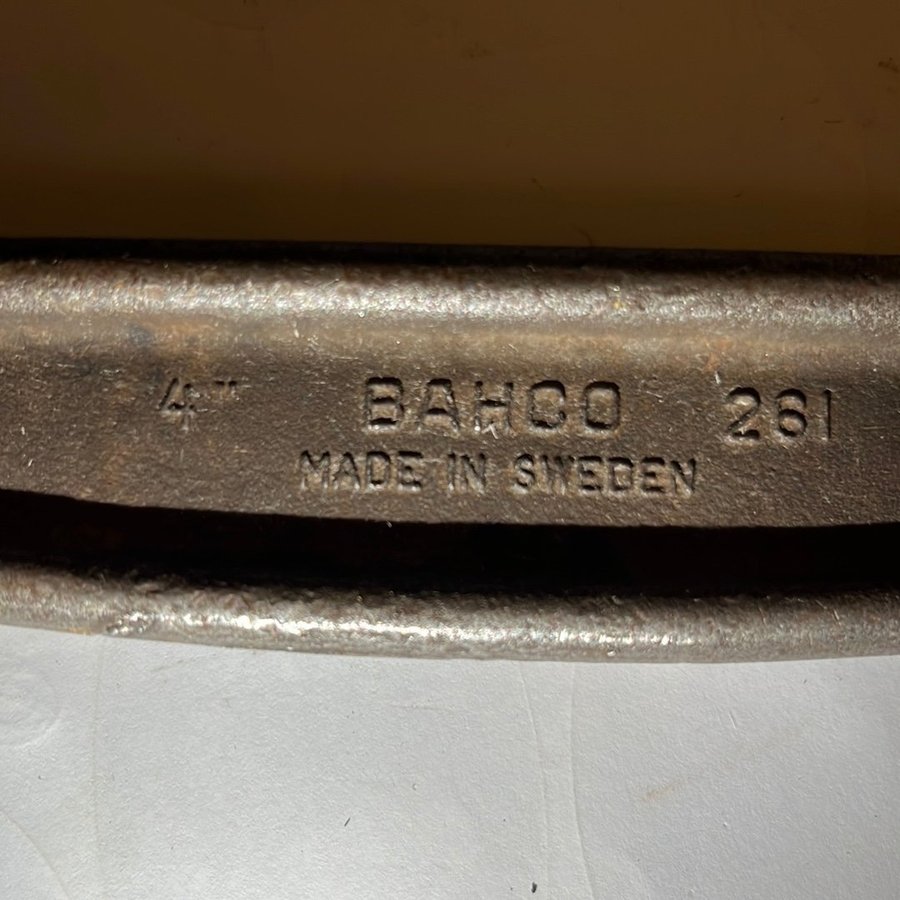 4" BAHCO 261
MADE IN SWEDEN